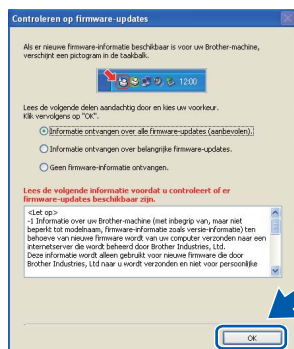 Controleren op firmware-updates
Als er nieuwe firmware-informatie beschikbaar is voor uw Brother-machine,
verschijnt een pictogram in de taakbalk.
12:00
Lees de volgende delen aandachtig door en kies uw voorkeur.
Klik vervolgens op "OK".
Informatie ontvangen over alle firmware-updates (aanbevolen).
Informatie ontvangen over belangrijke firmware-updates.
Geen firmware-informatie ontvangen.
Lees de volgende informatie voordat u controleert of er
firmware-updates beschikbaar zijn.
<Let op>
-1 Informatie over uw Brother-machine (met inbegrip van, maar niet
beperkt tot modelnaam, firmware-informatie zoals versie-informatie) ten
behoeve van nieuwe firmware wordt van uw computer verzonden naar een
internetserver die wordt beheerd door Brother Industries, Ltd.
Deze informatie wordt alleen gebruikt voor nieuwe firmware die door
Brother Industries, Ltd naar u wordt verzonden en niet voor persoonlijke
OK